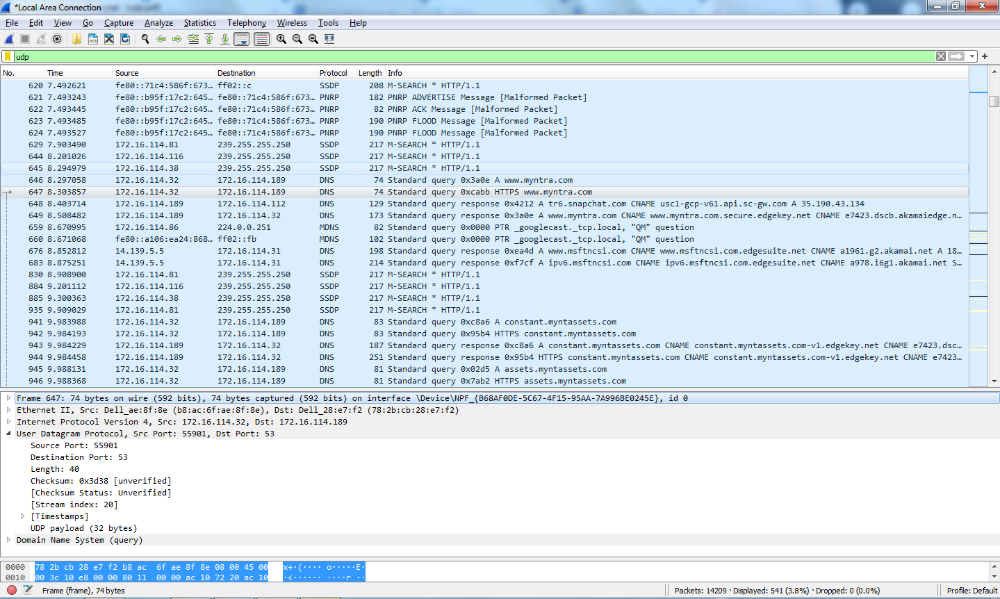 *Local Area Connection
File Edit View Go Capture Analyze Statistics Telephony Wireless Tools Help
udp
No. Time Source Destination Protocol Length Info
620 7.492621 fe80::71c4:586f:673… ff02::c SSDP 208 M-SEARCH * HTTP/1.1
621 7.493243 fe80::b95f:17c2:645… fe80::71c4:586f:673… PNRP 182 PNRP ADVERTISE Message [Malformed Packet]
622 7.493445 fe80::b95f:17c2:645… fe80::71c4:586f:673… PNRP 82 PNRP ACK Message [Malformed Packet]
623 7.493485 fe80::b95f:17c2:645… fe80::71c4:586f:673… PNRP 190 PNRP FLOOD Message [Malformed Packet]
624 7.493527 fe80::b95f:17c2:645… fe80::71c4:586f:673… PNRP 190 PNRP FLOOD Message [Malformed Packet]
629 7.903490 172.16.114.81 239.255.255.250 SSDP 217 M-SEARCH * HTTP/1.1
644 8.201026 172.16.114.116 239.255.255.250 SSDP 217 M-SEARCH * HTTP/1.1
645 8.294979 172.16.114.38 239.255.255.250 SSDP 217 M-SEARCH * HTTP/1.1
646 8.297058 172.16.114.32 172.16.114.189 DNS 74 Standard query 0x3a0e A www.myntra.com
647 8.303857 172.16.114.32 172.16.114.189 DNS 74 Standard query 0xcabb HTTPS www.myntra.com
648 8.403714 172.16.114.189 172.16.114.112 DNS 129 Standard query response 0x4212 A tr6.snapchat.com CNAME usc1-gcp-v61.api.sc-gw.com A 35.190.43.134
649 8.508482 172.16.114.189 172.16.114.32 DNS 173 Standard query response 0x3a0e A www.myntra.com CNAME www.myntra.com.secure.edgekey.net CNAME e7423.dscb.akamaiedge.n…
659 8.670995 172.16.114.86 224.0.0.251 MDNS 82 Standard query 0x0000 PTR _googlecast._tcp.local, "QM" question
660 8.671068 fe80::a106:ea24:868… ff02::fb MDNS 102 Standard query 0x0000 PTR _googlecast._tcp.local, "QM" question
676 8.852812 14.139.5.5 172.16.114.31 DNS 198 Standard query response 0xea4d A www.msftncsi.com CNAME www.msftncsi.com.edgesuite.net CNAME a1961.g2.akamai.net A 18…
683 8.875251 14.139.5.5 172.16.114.31 DNS 214 Standard query response 0xf7cf A ipv6.msftncsi.com CNAME ipv6.msftncsi.com.edgesuite.net CNAME a978.i6g1.akamai.net S…
830 8.908900 172.16.114.81 239.255.255.250 SSDP 217 M-SEARCH * HTTP/1.1
884 9.201112 172.16.114.116 239.255.255.250 SSDP 217 M-SEARCH * HTTP/1.1
885 9.300363 172.16.114.38 239.255.255.250 SSDP 217 M-SEARCH * HTTP/1.1
935 9.909029 172.16.114.81 239.255.255.250 SSDP 217 M-SEARCH * HTTP/1.1
941 9.983988 172.16.114.32 172.16.114.189 DNS 83 Standard query 0xc8a6 A constant.myntassets.com
942 9.984193 172.16.114.32 172.16.114.189 DNS 83 Standard query 0x95b4 HTTPS constant.myntassets.com
943 9.984229 172.16.114.189 172.16.114.32 DNS 187 Standard query response 0xc8a6 A constant.myntassets.com CNAME constant.myntassets.com-v1.edgekey.net CNAME e7423.dsc…
944 9.984458 172.16.114.189 172.16.114.32 DNS 251 Standard query response 0x95b4 HTTPS constant.myntassets.com CNAME constant.myntassets.com-v1.edgekey.net CNAME e7423…
945 9.988131 172.16.114.32 172.16.114.189 DNS 81 Standard query 0x02d5 A assets.myntassets.com
946 9.988368 172.16.114.32 172.16.114.189 DNS 81 Standard query 0x7ab2 HTTPS assets.myntassets.com
Frame 647: 74 bytes on wire (592 bits), 74 bytes captured (592 bits) on interface \Device\NPF_{B68AF0DE-5C67-4F15-95AA-7A996BE0245E}, id 0
Ethernet II, Src: Dell_ae:8f:8e (b8:ac:6f:ae:8f:8e), Dst: Dell_28:e7:f2 (78:2b:cb:28:e7:f2)
Internet Protocol Version 4, Src: 172.16.114.32, Dst: 172.16.114.189
User Datagram Protocol, Src Port: 55901, Dst Port: 53
Source Port: 55901
Destination Port: 53
Length: 40
Checksum: 0x3d38 [unverified]
[Checksum Status: Unverified]
[Stream index: 20]
[Timestamps]
UDP payload (32 bytes)
Domain Name System (query)
0000 78 2b cb 28 e7 f2 b8 ac 6f ae 8f 8e 08 00 45 00 x+·(···· o·····E·
0010 00 3c 10 e8 00 00 80 11 00 00 ac 10 72 20 ac 10 ·<······ ····r ··
Frame (frame), 74 bytes
Packets: 14209 · Displayed: 541 (3.8%) · Dropped: 0 (0.0%)
Profile: Default